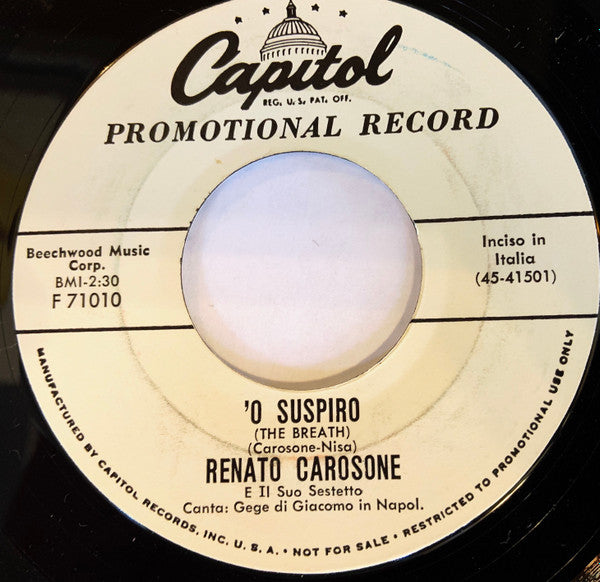 Capitol
REG. U.S. PAT. OFF.
PROMOTIONAL RECORD
Beechwood Music
Corp.
BMI-2:30
F 71010
Inciso in
Italia
(45-41501)
'O SUSPIRO
(THE BREATH)
(Carosone-Nisa)
RENATO CAROSONE
E Il Suo Sestetto
Canta: Gege di Giacomo in Napol.
MANUFACTURED BY CAPITOL RECORDS, INC. U.S.A. • NOT FOR SALE • RESTRICTED TO PROMOTIONAL USE ONLY